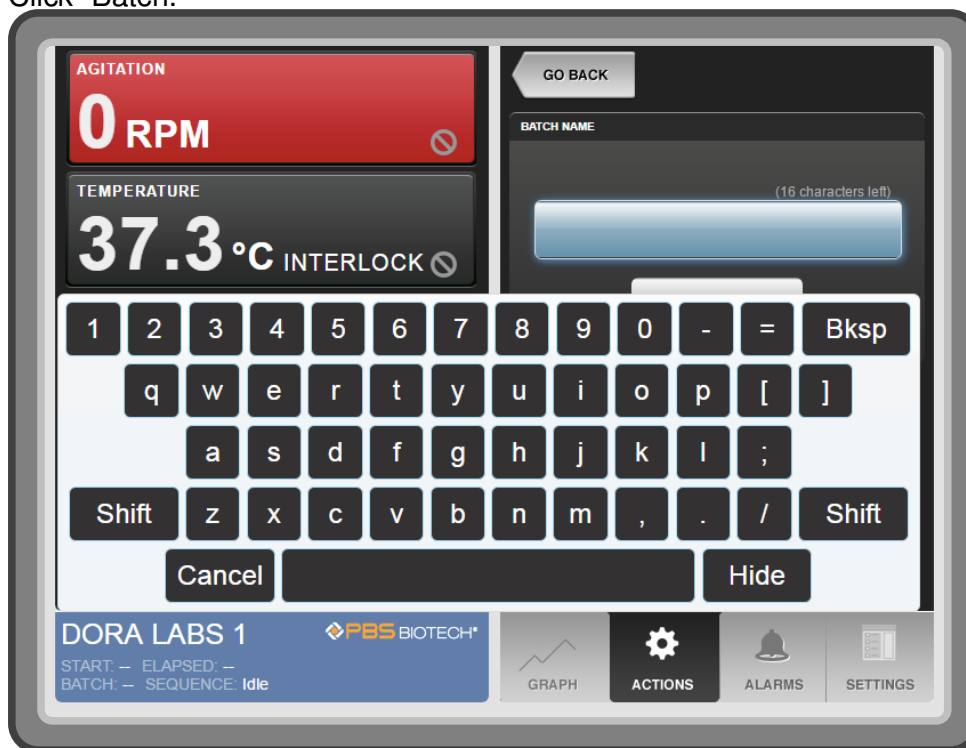 Click "Batch.
AGITATION
0 RPM
TEMPERATURE
37.3 °C INTERLOCK
GO BACK
BATCH NAME
(16 characters left)
1 2 3 4 5 6 7 8 9 0 - = Bksp
q w e r t y u i o p [ ]
a s d f g h j k l ;
Shift z x c v b n m , . / Shift
Cancel Hide
DORA LABS 1 PBS BIOTECH®
START: -- ELAPSED: --
BATCH: -- SEQUENCE: Idle
GRAPH ACTIONS ALARMS SETTINGS